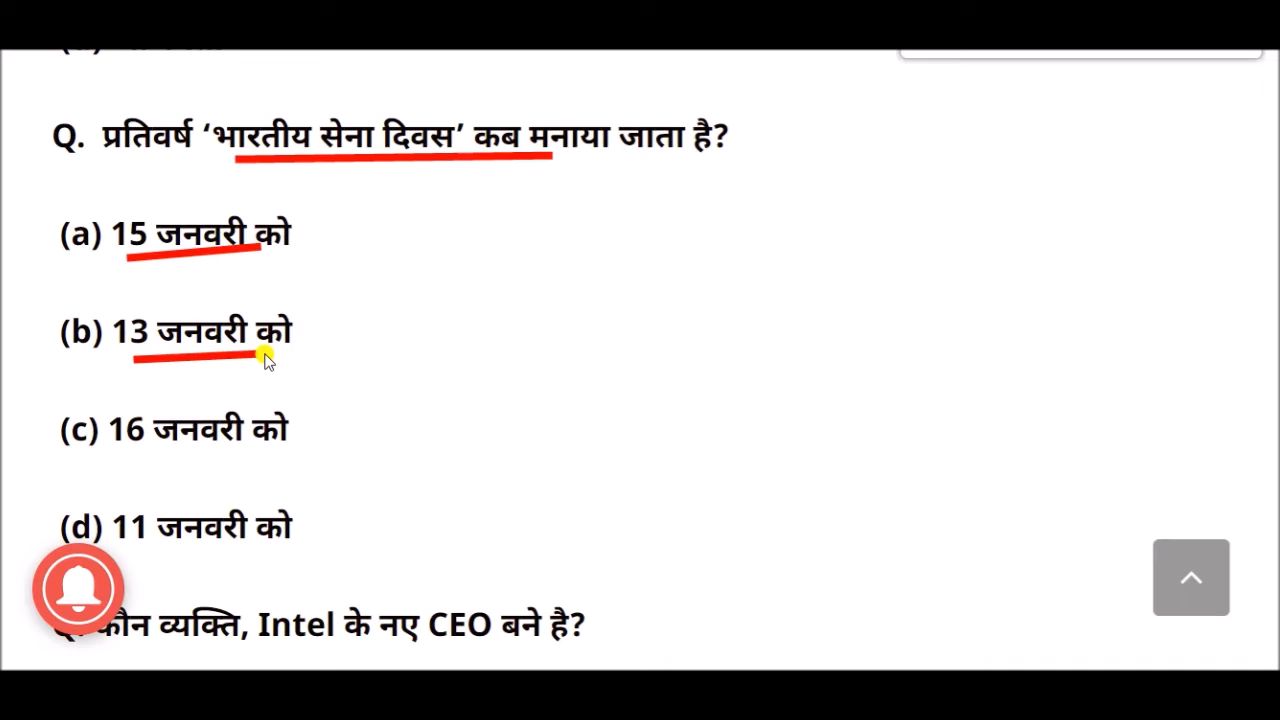 Q. प्रतिवर्ष ‘भारतीय सेना दिवस’ कब मनाया जाता है?
(a) 15 जनवरी को
(b) 13 जनवरी को
(c) 16 जनवरी को
(d) 11 जनवरी को
Q. कौन व्यक्ति, Intel के नए CEO बने है?